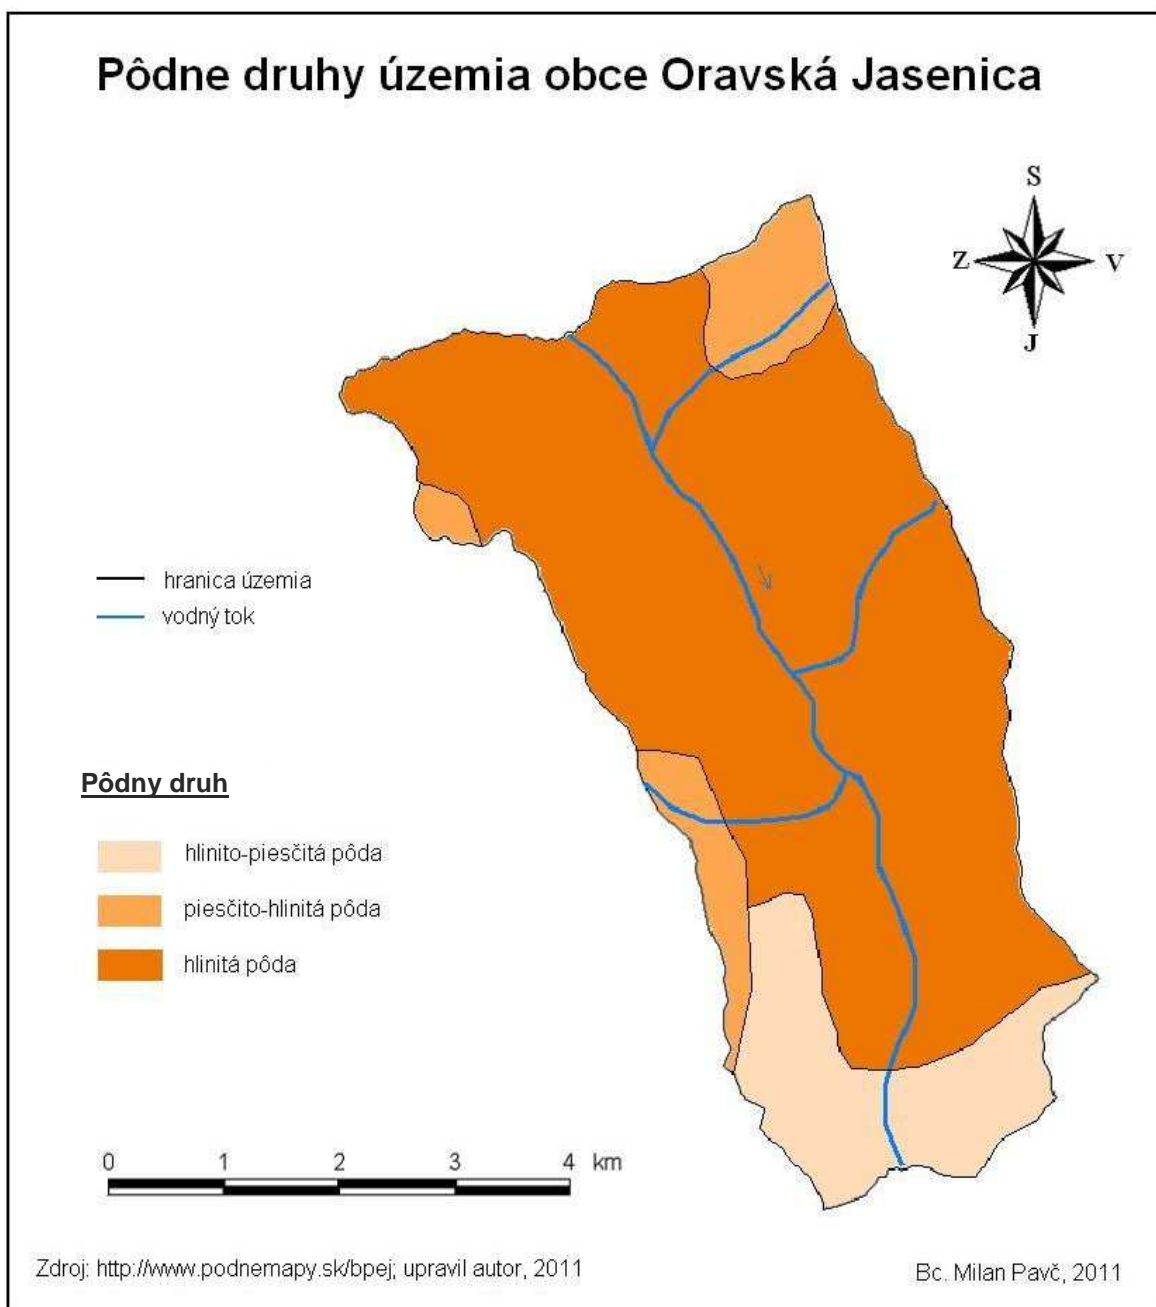 Pôdne druhy územia obce Oravská Jasenica
S
Z
V
J
hranica územia
vodný tok
Pôdny druh
hlinito-piesčitá pôda
piesčito-hlinitá pôda
hlinitá pôda
0 1 2 3 4 km
Zdroj: http://www.podnemapy.sk/bpej; upravil autor, 2011
Bc. Milan Pavč, 2011